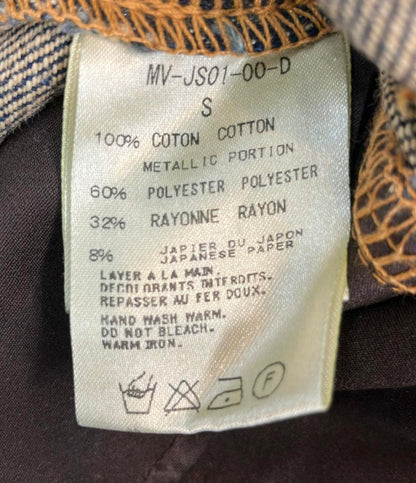 MV-JS01-00-D
S
100% COTON COTTON
METALLIC PORTION
60% POLYESTER POLYESTER
32% RAYONNE RAYON
8% JAPIER DU JAPON
JAPANESE PAPER
LAYER A LA MAIN.
DECOLORANTS INTERDITS.
REPASSER AU FER DOUX.
HAND WASH WARM.
DO NOT BLEACH.
WARM IRON.
F